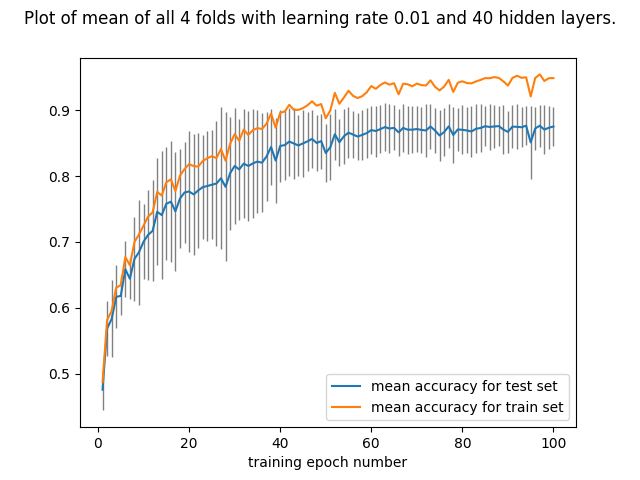 Plot of mean of all 4 folds with learning rate 0.01 and 40 hidden layers.
0.9
0.8
0.7
0.6
0.5
mean accuracy for test set
mean accuracy for train set
0 20 40 60 80 100
training epoch number